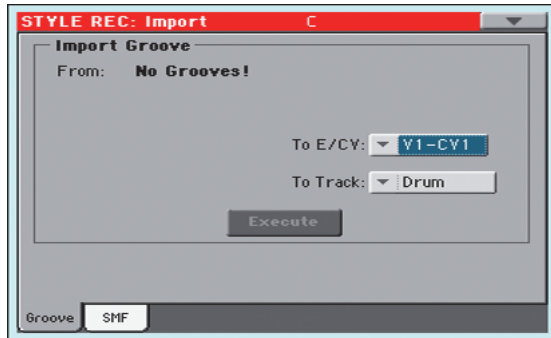 STYLE REC: Import C
Import Groove
From: No Grooves!
To E/CV: V1-CV1
To Track: Drum
Execute
Groove SMF